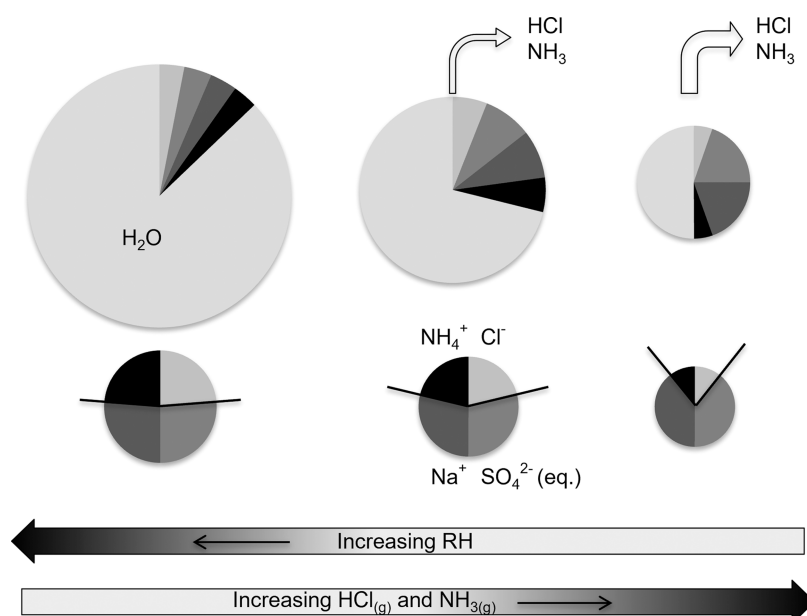 HCl
NH₃
HCl
NH₃
H₂O
NH₄⁺ Cl⁻
Na⁺ SO₄²⁻ (eq.)
Increasing RH
Increasing HCl(g) and NH₃(g)